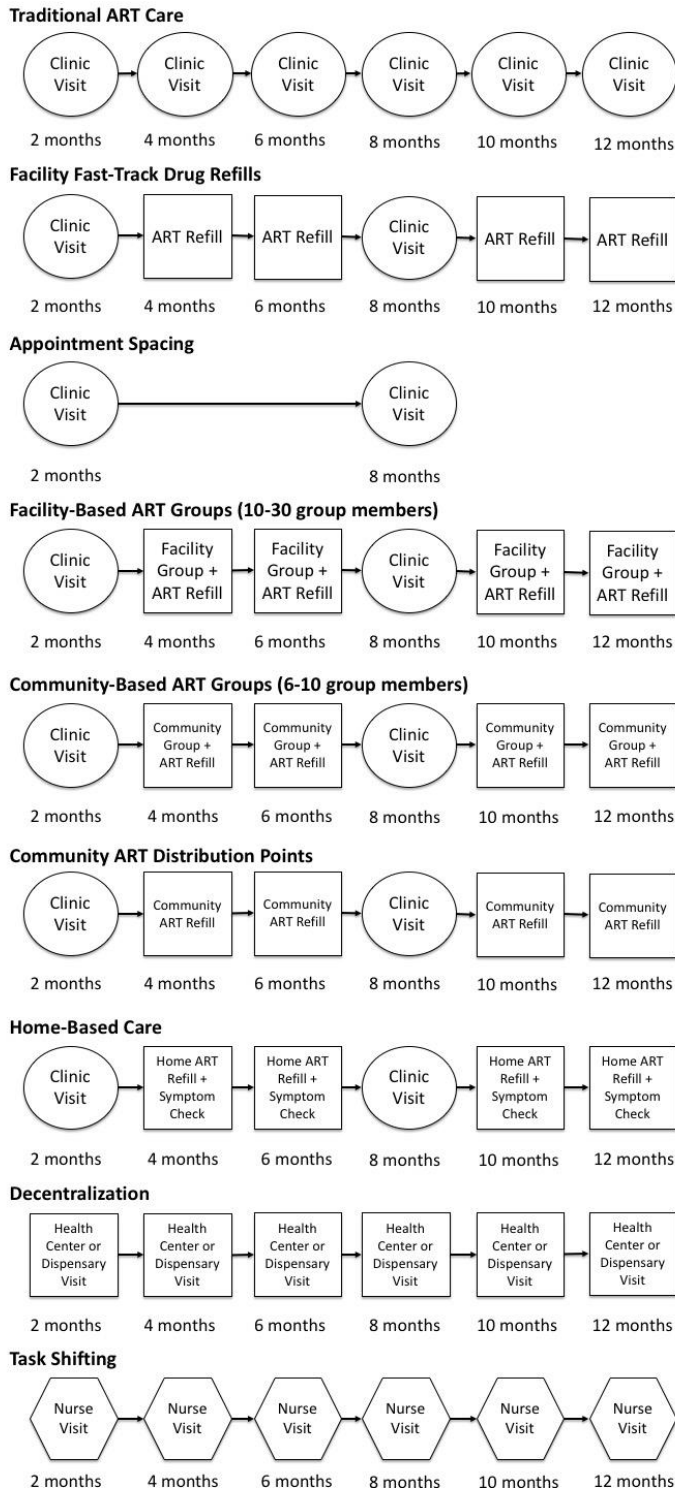 Traditional ART Care
Clinic Visit Clinic Visit Clinic Visit Clinic Visit Clinic Visit Clinic Visit
2 months 4 months 6 months 8 months 10 months 12 months
Facility Fast-Track Drug Refills
Clinic Visit ART Refill ART Refill Clinic Visit ART Refill ART Refill
2 months 4 months 6 months 8 months 10 months 12 months
Appointment Spacing
Clinic Visit Clinic Visit
2 months 8 months
Facility-Based ART Groups (10-30 group members)
Clinic Visit Facility Group + ART Refill Facility Group + ART Refill Clinic Visit Facility Group + ART Refill Facility Group + ART Refill
2 months 4 months 6 months 8 months 10 months 12 months
Community-Based ART Groups (6-10 group members)
Clinic Visit Community Group + ART Refill Community Group + ART Refill Clinic Visit Community Group + ART Refill Community Group + ART Refill
2 months 4 months 6 months 8 months 10 months 12 months
Community ART Distribution Points
Clinic Visit Community ART Refill Community ART Refill Clinic Visit Community ART Refill Community ART Refill
2 months 4 months 6 months 8 months 10 months 12 months
Home-Based Care
Clinic Visit Home ART Refill + Symptom Check Home ART Refill + Symptom Check Clinic Visit Home ART Refill + Symptom Check Home ART Refill + Symptom Check
2 months 4 months 6 months 8 months 10 months 12 months
Decentralization
Health Center or Dispensary Visit Health Center or Dispensary Visit Health Center or Dispensary Visit Health Center or Dispensary Visit Health Center or Dispensary Visit Health Center or Dispensary Visit
2 months 4 months 6 months 8 months 10 months 12 months
Task Shifting
Nurse Visit Nurse Visit Nurse Visit Nurse Visit Nurse Visit Nurse Visit
2 months 4 months 6 months 8 months 10 months 12 months